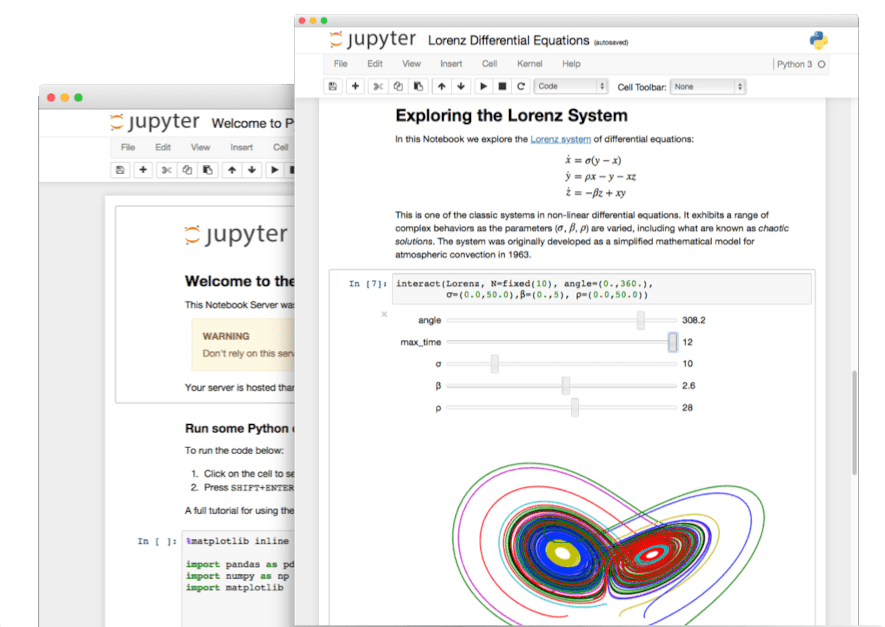 jupyter Lorenz Differential Equations (autosaved)
File Edit View Insert Cell Kernel Help Python 3
Code Cell Toolbar: None
Exploring the Lorenz System
In this Notebook we explore the Lorenz system of differential equations:
ẋ = σ(y − x)
ẏ = ρx − y − xz
ż = −βz + xy
This is one of the classic systems in non-linear differential equations. It exhibits a range of
complex behaviors as the parameters (σ, β, ρ) are varied, including what are known as chaotic
solutions. The system was originally developed as a simplified mathematical model for
atmospheric convection in 1963.
In [7]: interact(Lorenz, N=fixed(10), angle=(0.,360.),
σ=(0.0,50.0),β=(0.,5), ρ=(0.0,50.0))
angle 308.2
max_time 12
σ 10
β 2.6
ρ 28
jupyter Welcome to P
File Edit View Insert Cell
jupyter
Welcome to the
This Notebook Server was
WARNING
Don't rely on this serv
Your server is hosted than
Run some Python c
To run the code below:
1. Click on the cell to se
2. Press SHIFT+ENTER
A full tutorial for using the
In [ ]: %matplotlib inline
import pandas as pd
import numpy as np
import matplotlib